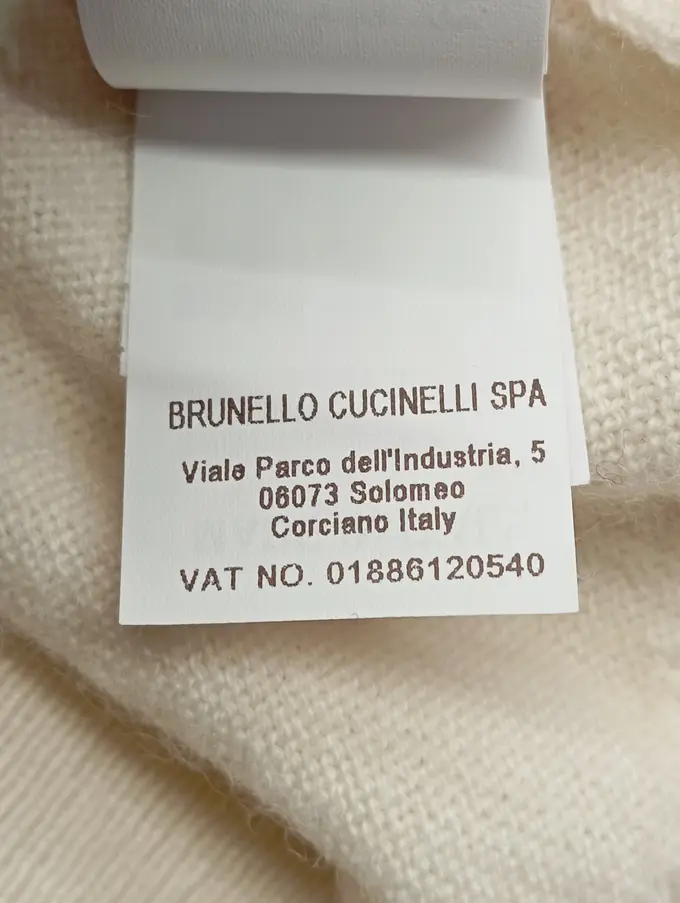 BRUNELLO CUCINELLI SPA
Viale Parco dell'Industria, 5
06073 Solomeo
Corciano Italy
VAT NO. 01886120540